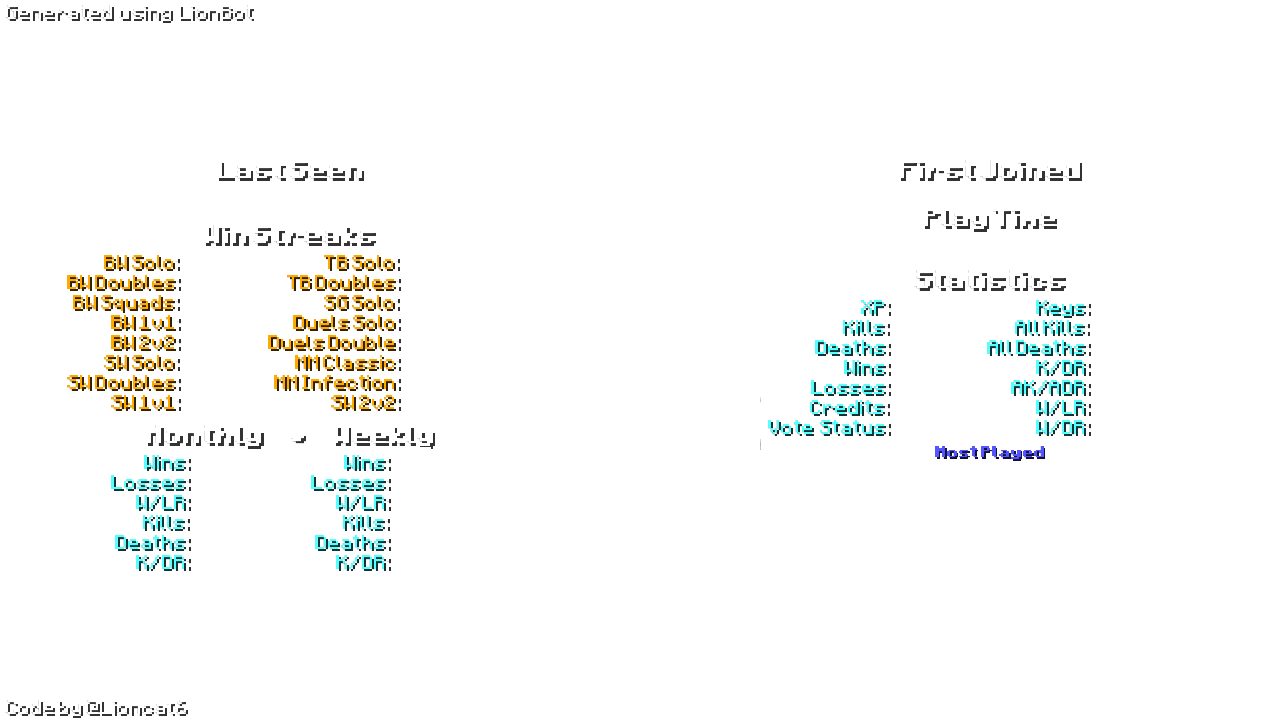 Generated using LionBot
Last Seen
Win Streaks
BW Solo: TB Solo:
BW Doubles: TB Doubles:
BW Squads: SG Solo:
BW 1v1: Duels Solo:
BW 2v2: Duels Double:
SW Solo: MM Classic:
SW Doubles: MM Infection:
SW 1v1: SW 2v2:
Monthly - Weekly
Wins: Wins:
Losses: Losses:
W/LR: W/LR:
Kills: Kills:
Deaths: Deaths:
K/DR: K/DR:
First Joined
Play Time
Statistics
XP: Keys:
Kills: All Kills:
Deaths: All Deaths:
Wins: K/DR:
Losses: AK/ADR:
Credits: W/LR:
Vote Status: W/DR:
Most Played
Code by @Lioncat6